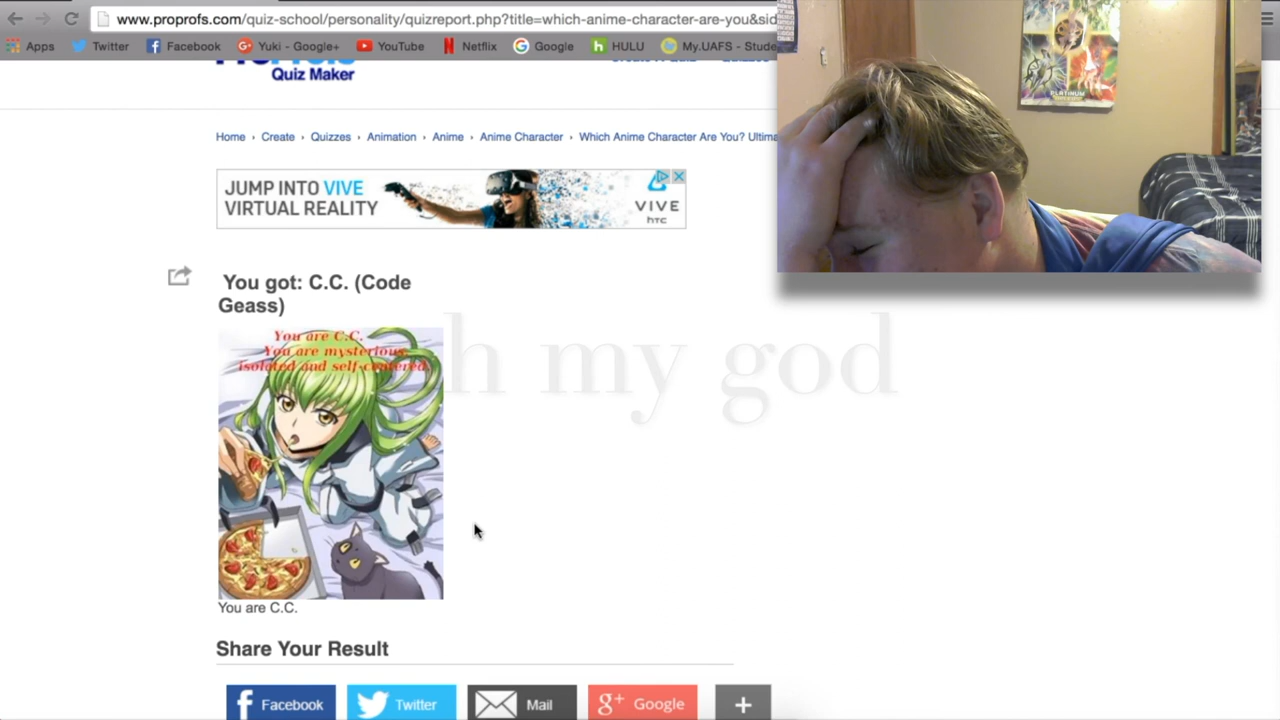 www.proprofs.com/quiz-school/personality/quizreport.php?title=which-anime-character-are-you&sid
Apps Twitter Facebook Yuki - Google+ YouTube Netflix Google HULU My.UAFS - Stude
Quiz Maker
Home › Create › Quizzes › Animation › Anime › Anime Character › Which Anime Character Are You? Ultima
JUMP INTO VIVE
VIRTUAL REALITY
VIVE
htc
PLATINUM
You got: C.C. (Code
Geass)
You are C.C.
You are mysterious,
isolated and self-centered.
h my god
You are C.C.
Share Your Result
Facebook Twitter Mail g+ Google +